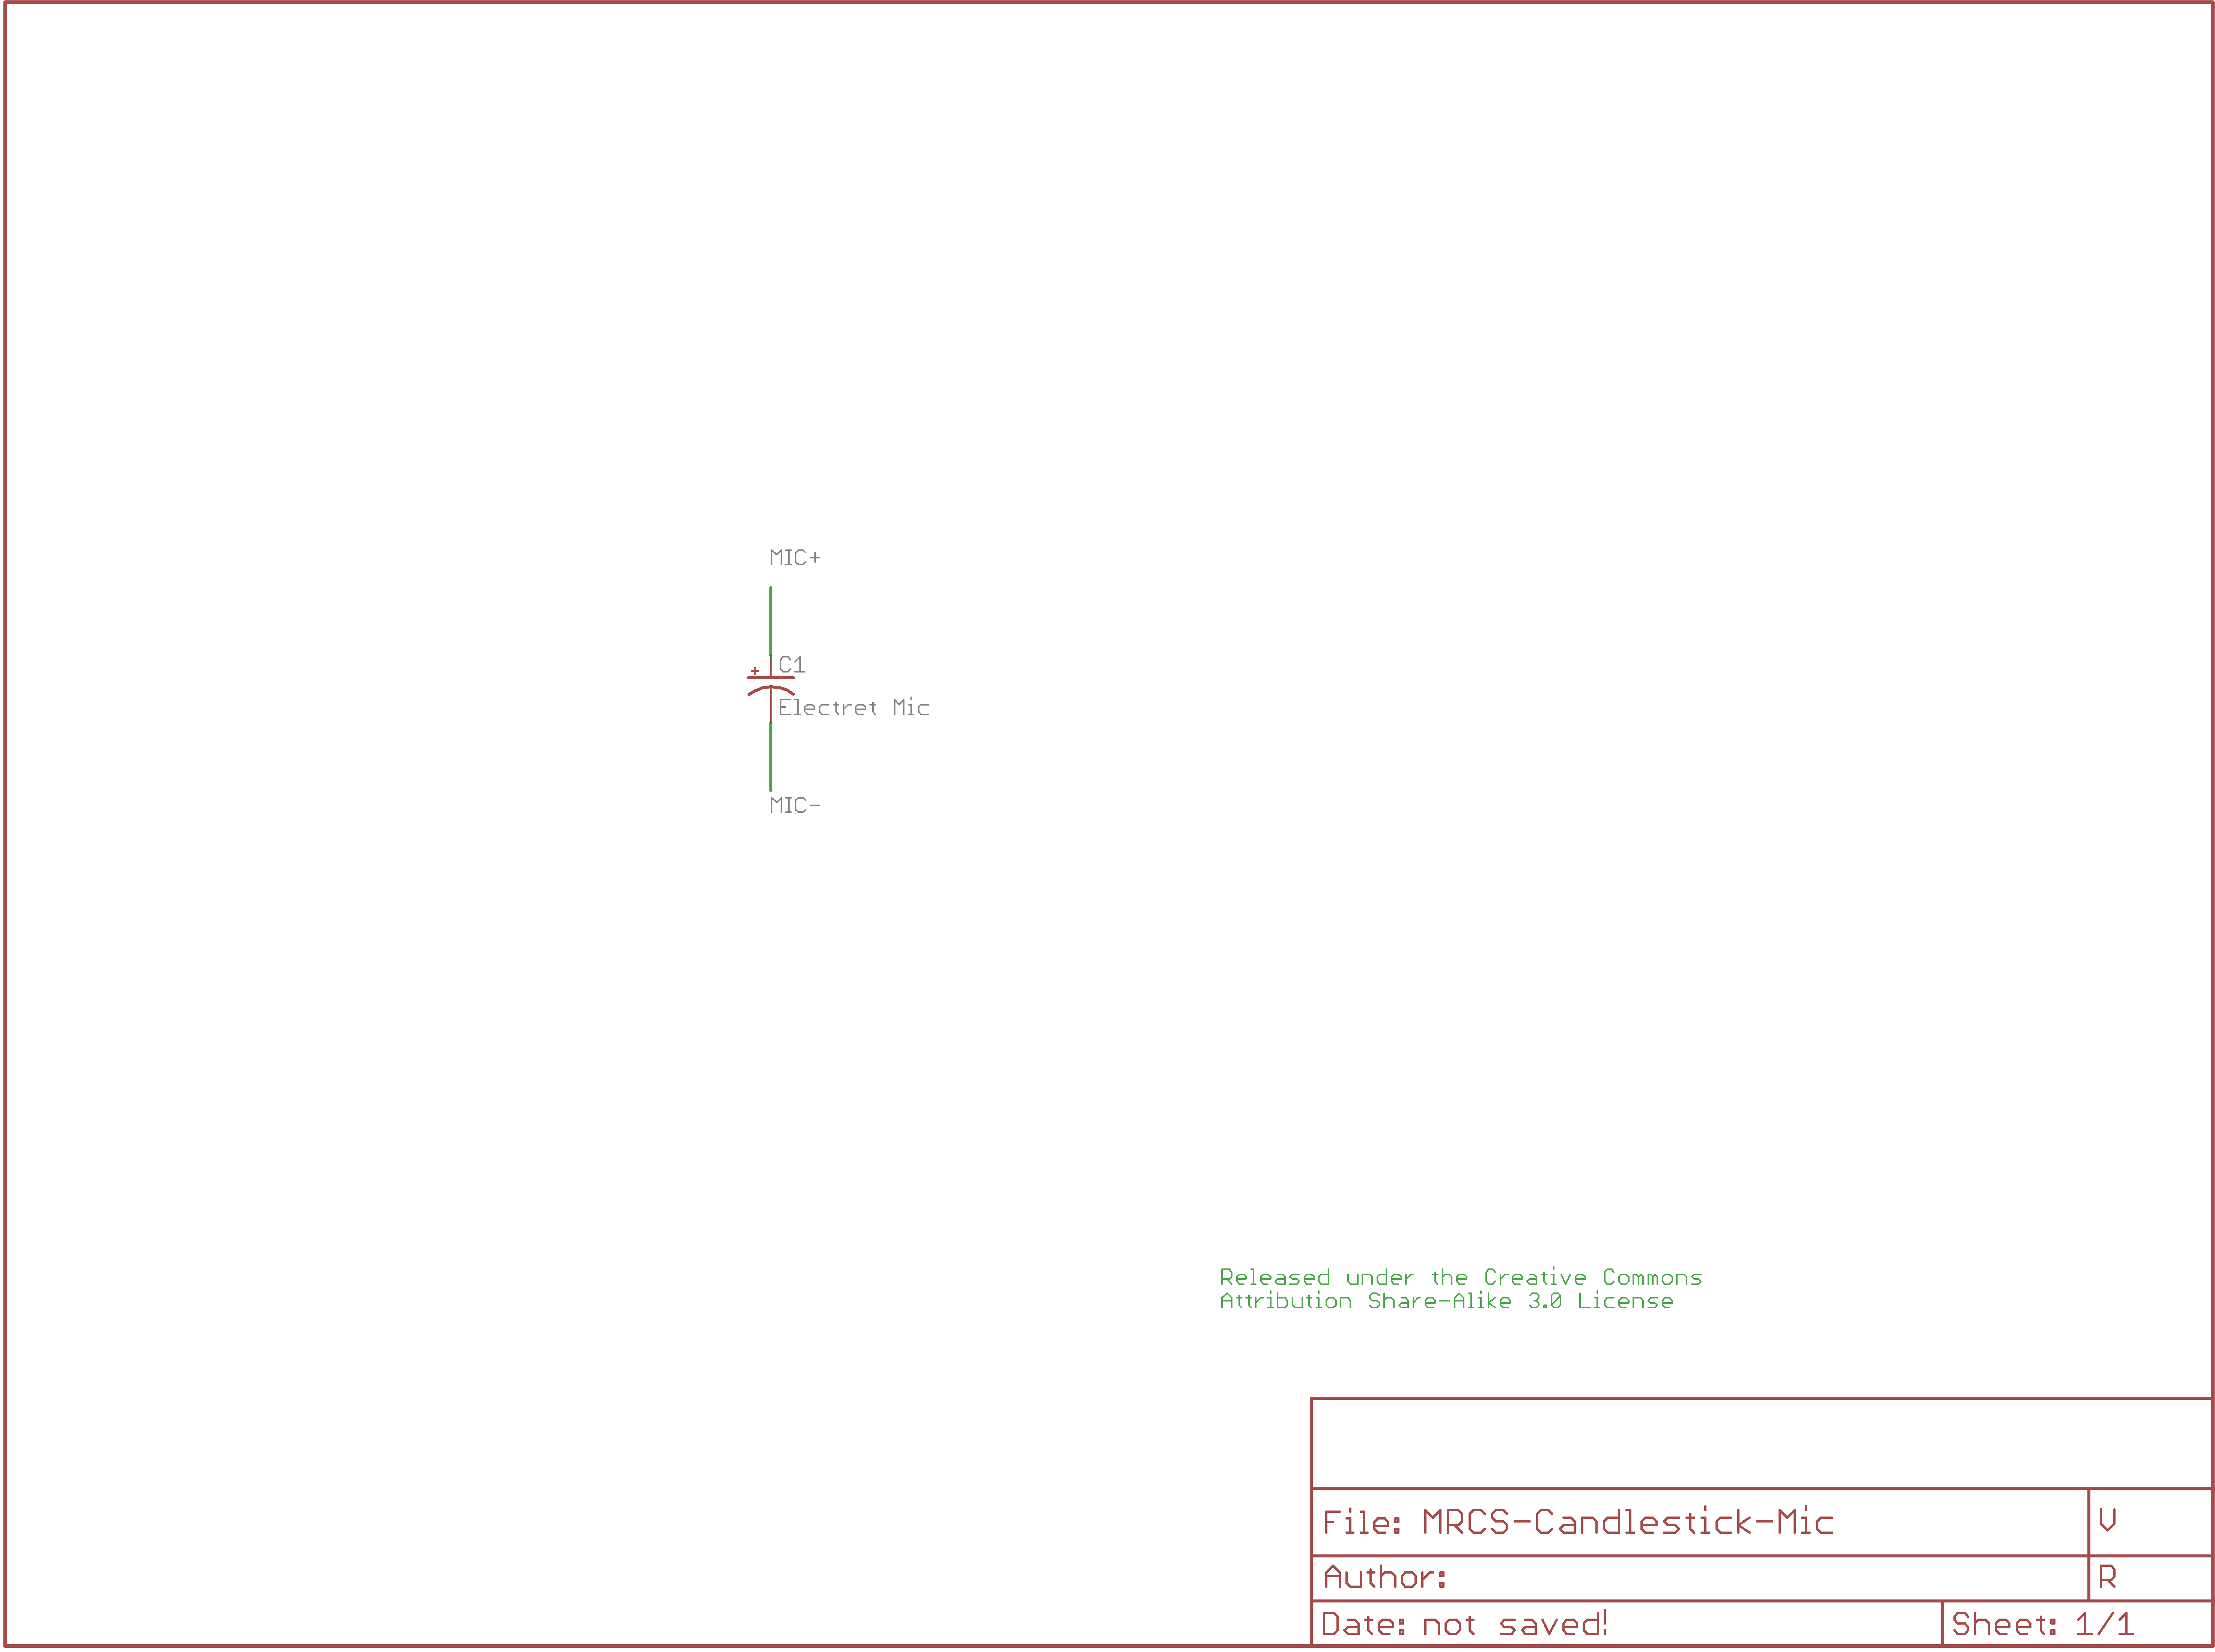 MIC+
+
C1
Electret Mic
MIC-
Released under the Creative Commons
Attribution Share-Alike 3.0 License
File: MRCS-Candlestick-Mic
V
Author:
R
Date: not saved!
Sheet: 1/1